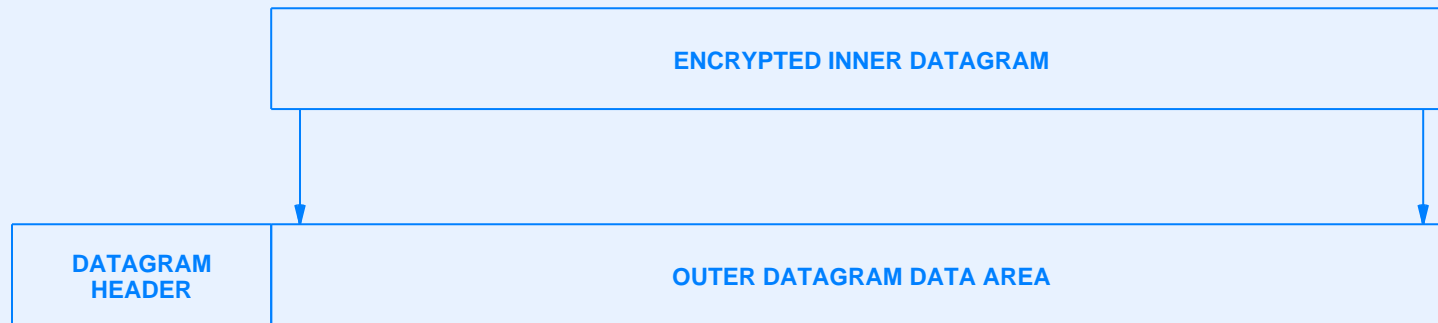 ENCRYPTED INNER DATAGRAM
DATAGRAM
HEADER
OUTER DATAGRAM DATA AREA